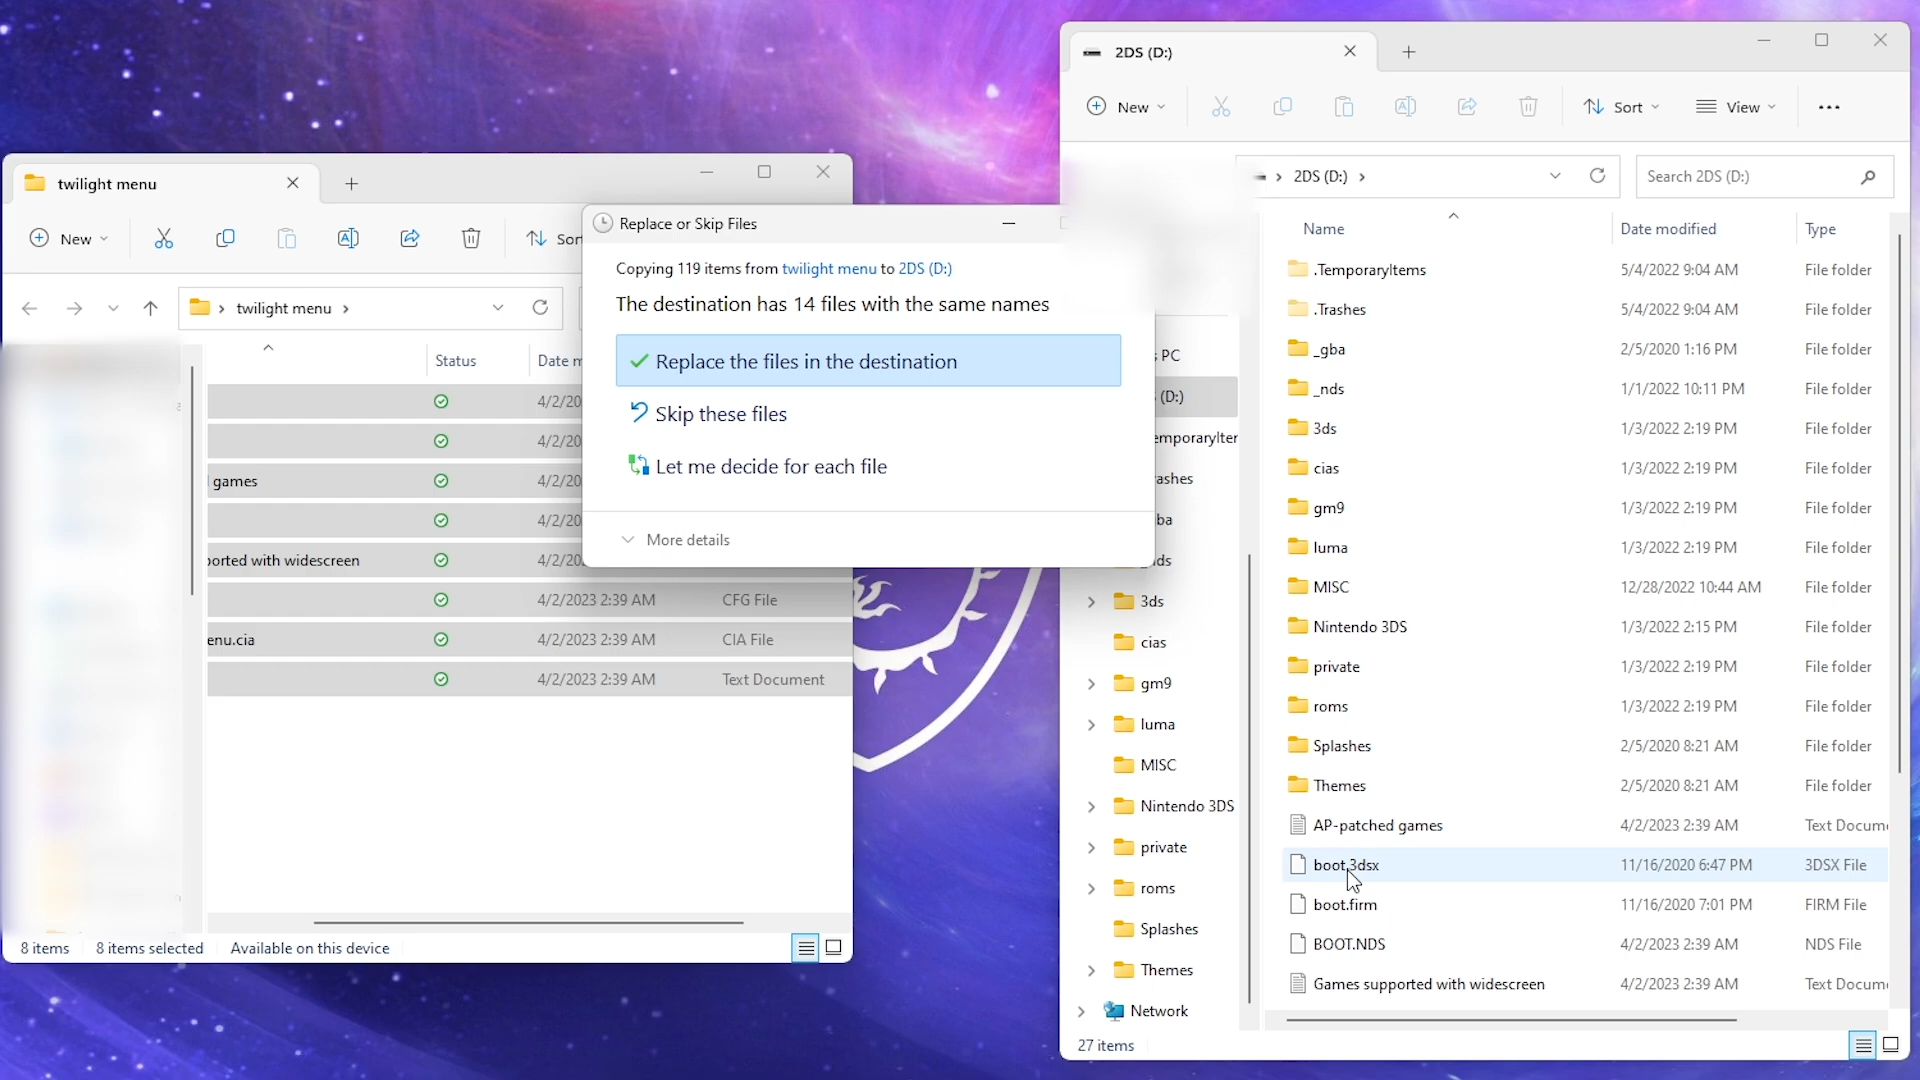 twilight menu
New
Sort
twilight menu
Status
Date m
4/2/20
4/2/20
games
4/2/20
4/2/20
ported with widescreen
4/2/20
4/2/2023 2:39 AM
CFG File
enu.cia
4/2/2023 2:39 AM
CIA File
4/2/2023 2:39 AM
Text Document
8 items
8 items selected
Available on this device
Replace or Skip Files
Copying 119 items from twilight menu to 2DS (D:)
The destination has 14 files with the same names
Replace the files in the destination
Skip these files
Let me decide for each file
More details
2DS (D:)
New
Sort
View
2DS (D:)
Search 2DS (D:)
s PC
(D:)
emporaryIter
ashes
ba
ds
3ds
cias
gm9
luma
MISC
Nintendo 3DS
private
roms
Splashes
Themes
Network
Name
Date modified
Type
.TemporaryItems
5/4/2022 9:04 AM
File folder
.Trashes
5/4/2022 9:04 AM
File folder
_gba
2/5/2020 1:16 PM
File folder
_nds
1/1/2022 10:11 PM
File folder
3ds
1/3/2022 2:19 PM
File folder
cias
1/3/2022 2:19 PM
File folder
gm9
1/3/2022 2:19 PM
File folder
luma
1/3/2022 2:19 PM
File folder
MISC
12/28/2022 10:44 AM
File folder
Nintendo 3DS
1/3/2022 2:15 PM
File folder
private
1/3/2022 2:19 PM
File folder
roms
1/3/2022 2:19 PM
File folder
Splashes
2/5/2020 8:21 AM
File folder
Themes
2/5/2020 8:21 AM
File folder
AP-patched games
4/2/2023 2:39 AM
Text Docum
boot.3dsx
11/16/2020 6:47 PM
3DSX File
boot.firm
11/16/2020 7:01 PM
FIRM File
BOOT.NDS
4/2/2023 2:39 AM
NDS File
Games supported with widescreen
4/2/2023 2:39 AM
Text Docum
27 items